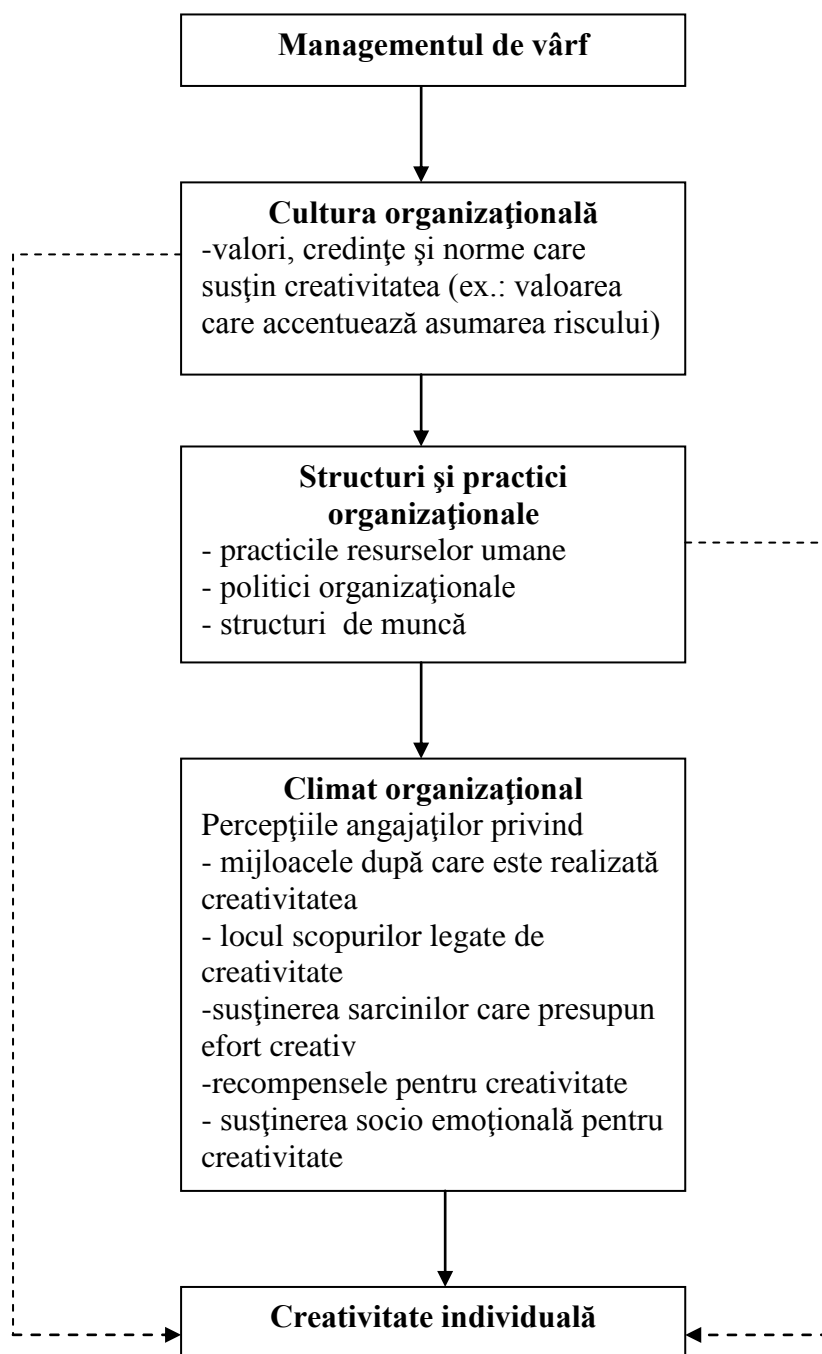 Managementul de vârf
Cultura organizaţională
-valori, credinţe şi norme care
susţin creativitatea (ex.: valoarea
care accentuează asumarea riscului)
Structuri şi practici
organizaţionale
- practicile resurselor umane
- politici organizaţionale
- structuri  de muncă
Climat organizaţional
Percepţiile angajaţilor privind
- mijloacele după care este realizată
creativitatea
- locul scopurilor legate de
creativitate
-susţinerea sarcinilor care presupun
efort creativ
-recompensele pentru creativitate
- susţinerea socio emoţională pentru
creativitate
Creativitate individuală